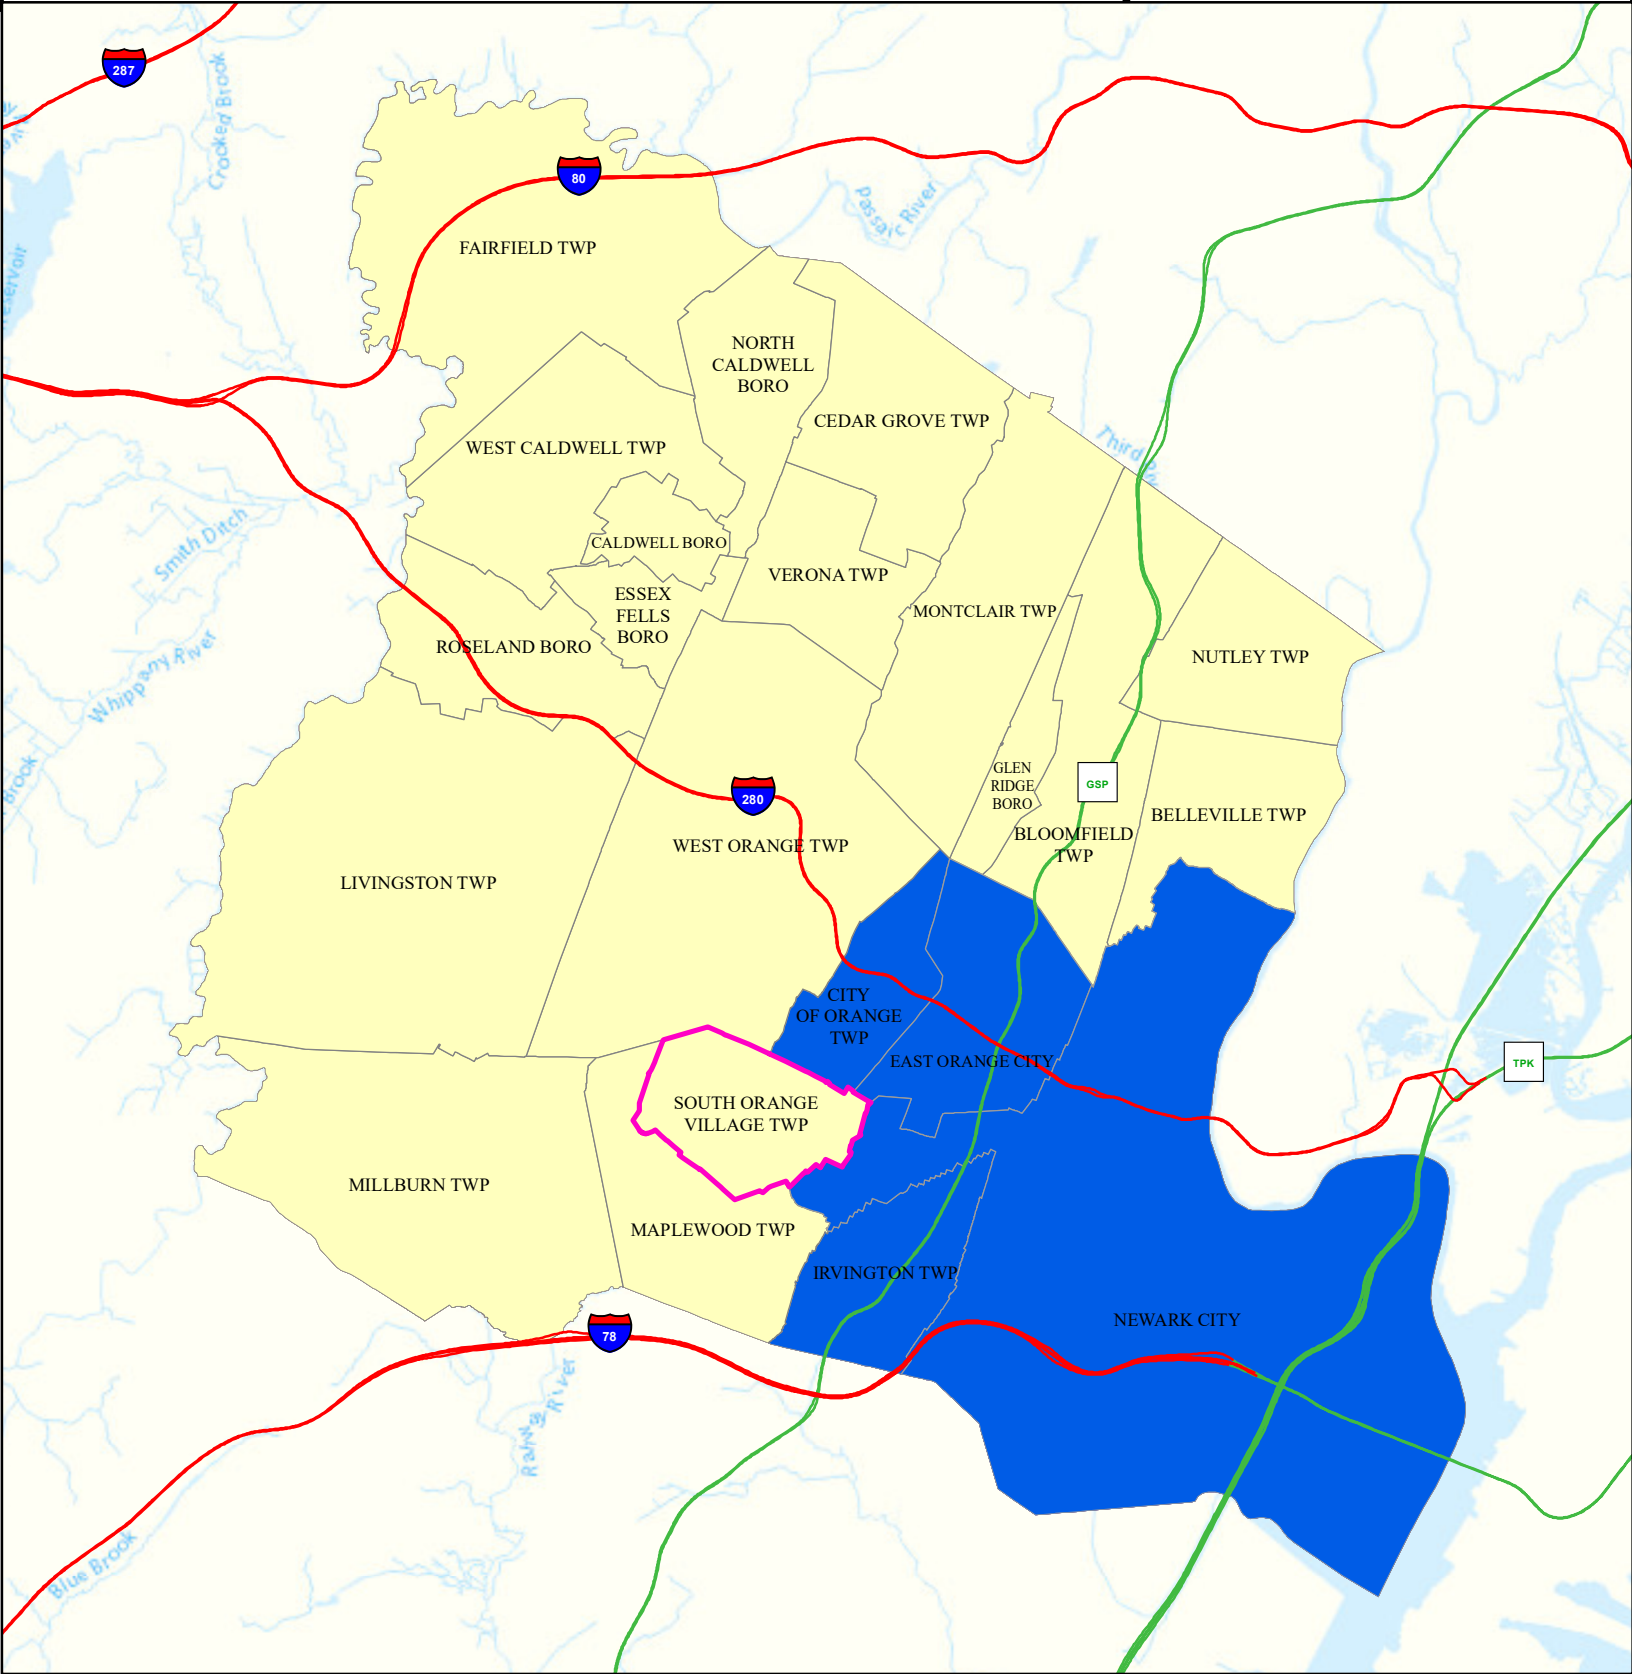 287
Crooked Brook
80
Passaic River
FAIRFIELD TWP
NORTH
CALDWELL
BORO
CEDAR GROVE TWP
WEST CALDWELL TWP
Third
Smith Ditch
CALDWELL BORO
VERONA TWP
ESSEX
FELLS
BORO
MONTCLAIR TWP
ROSELAND BORO
NUTLEY TWP
Whippany River
Brook
GLEN
RIDGE
BORO
GSP
280
BELLEVILLE TWP
BLOOMFIELD
TWP
WEST ORANGE TWP
LIVINGSTON TWP
CITY
OF ORANGE
TWP
EAST ORANGE CITY
TPK
SOUTH ORANGE
VILLAGE TWP
MILLBURN TWP
MAPLEWOOD TWP
IRVINGTON TWP
NEWARK CITY
78
River
Blue Brook